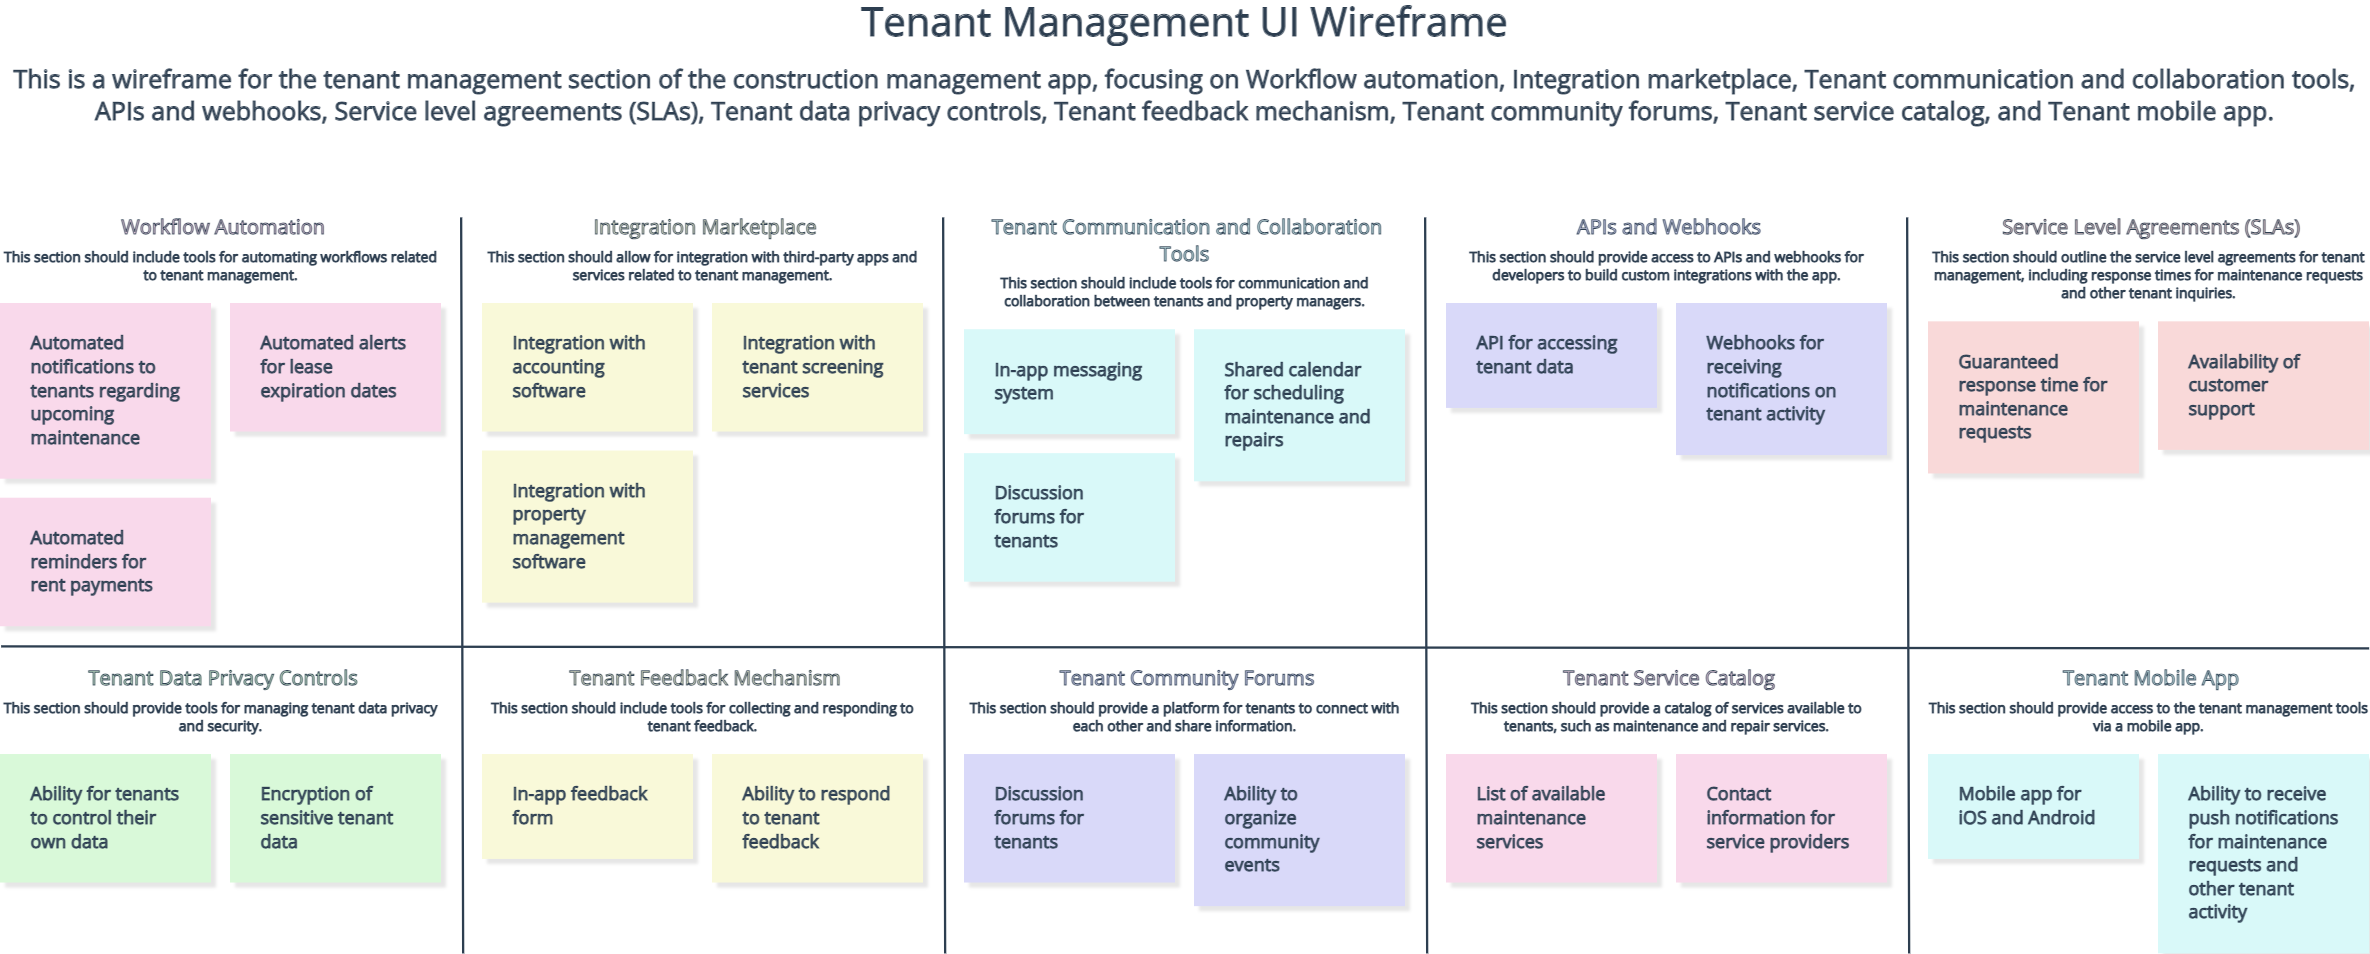 Tenant Management UI Wireframe
This is a wireframe for the tenant management section of the construction management app, focusing on Workflow automation, Integration marketplace, Tenant communication and collaboration tools,
APIs and webhooks, Service level agreements (SLAs), Tenant data privacy controls, Tenant feedback mechanism, Tenant community forums, Tenant service catalog, and Tenant mobile app.
Workflow Automation
This section should include tools for automating workflows related
to tenant management.
Automated
notifications to
tenants regarding
upcoming
maintenance
Automated alerts
for lease
expiration dates
Automated
reminders for
rent payments
Integration Marketplace
This section should allow for integration with third-party apps and
services related to tenant management.
Integration with
accounting
software
Integration with
tenant screening
services
Integration with
property
management
software
Tenant Communication and Collaboration
Tools
This section should include tools for communication and
collaboration between tenants and property managers.
In-app messaging
system
Shared calendar
for scheduling
maintenance and
repairs
Discussion
forums for
tenants
APIs and Webhooks
This section should provide access to APIs and webhooks for
developers to build custom integrations with the app.
API for accessing
tenant data
Webhooks for
receiving
notifications on
tenant activity
Service Level Agreements (SLAs)
This section should outline the service level agreements for tenant
management, including response times for maintenance requests
and other tenant inquiries.
Guaranteed
response time for
maintenance
requests
Availability of
customer
support
Tenant Data Privacy Controls
This section should provide tools for managing tenant data privacy
and security.
Ability for tenants
to control their
own data
Encryption of
sensitive tenant
data
Tenant Feedback Mechanism
This section should include tools for collecting and responding to
tenant feedback.
In-app feedback
form
Ability to respond
to tenant
feedback
Tenant Community Forums
This section should provide a platform for tenants to connect with
each other and share information.
Discussion
forums for
tenants
Ability to
organize
community
events
Tenant Service Catalog
This section should provide a catalog of services available to
tenants, such as maintenance and repair services.
List of available
maintenance
services
Contact
information for
service providers
Tenant Mobile App
This section should provide access to the tenant management tools
via a mobile app.
Mobile app for
iOS and Android
Ability to receive
push notifications
for maintenance
requests and
other tenant
activity